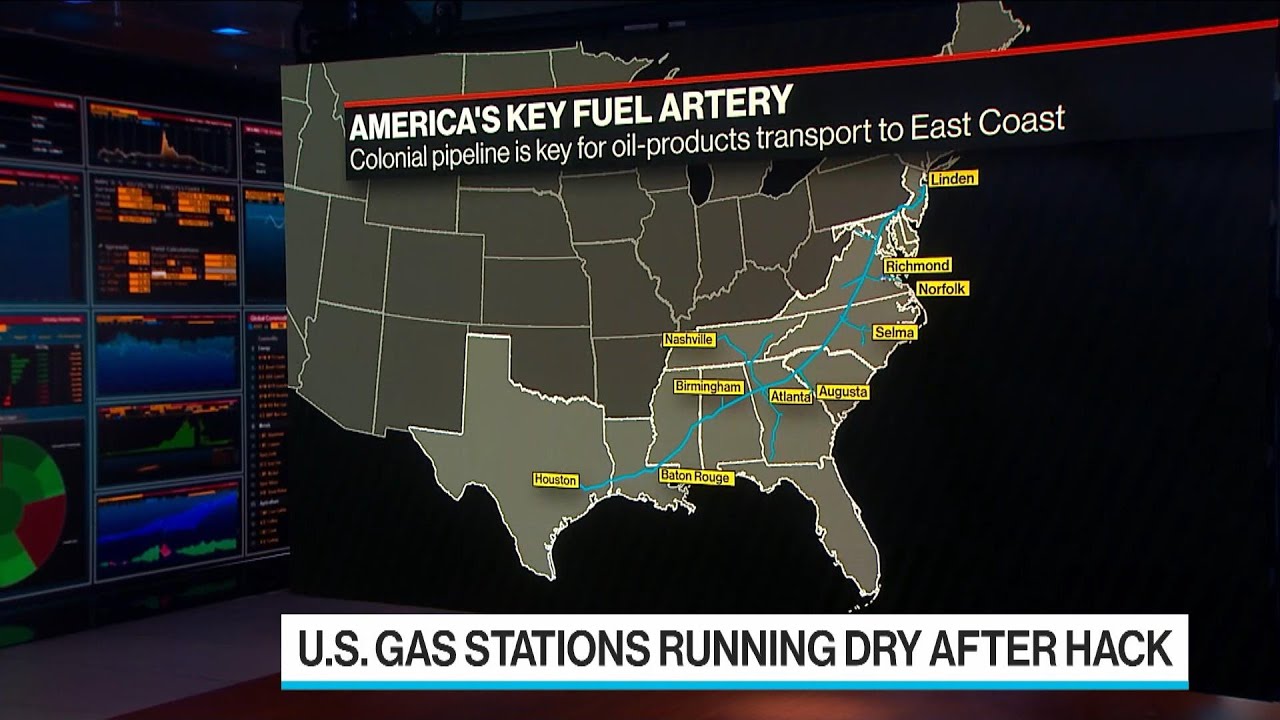 AMERICA'S KEY FUEL ARTERY
Colonial pipeline is key for oil-products transport to East Coast
Linden
Richmond
Norfolk
Selma
Nashville
Birmingham
Atlanta
Augusta
Houston
Baton Rouge
U.S. GAS STATIONS RUNNING DRY AFTER HACK